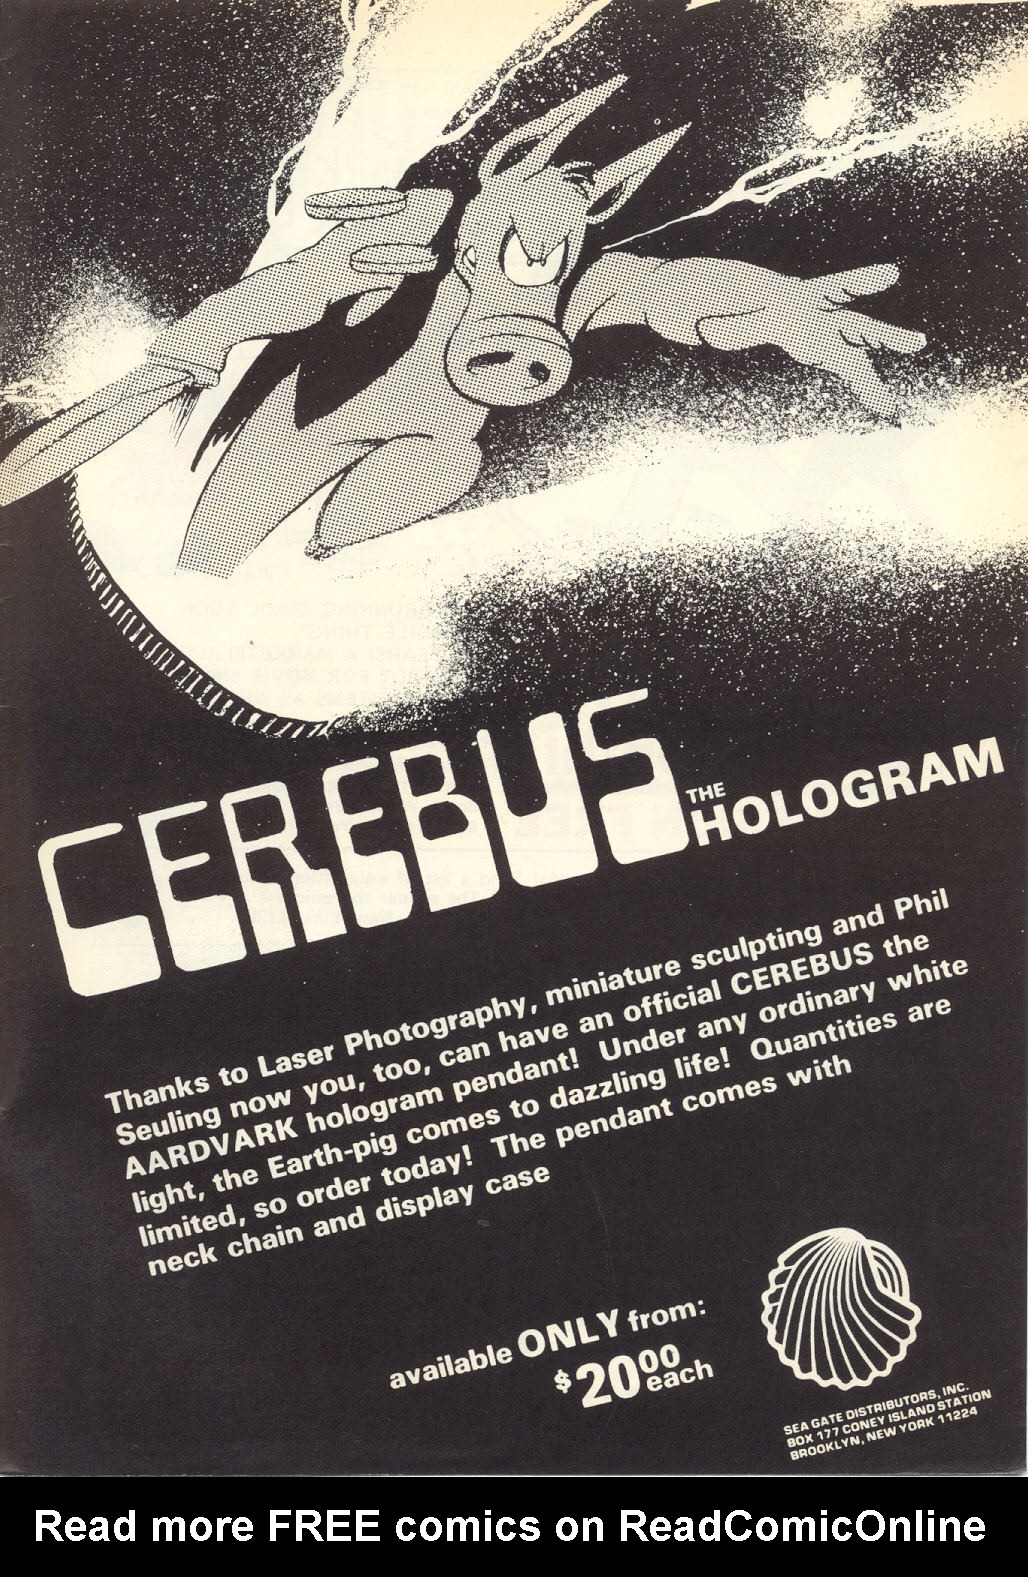 CEREBUS THE HOLOGRAM
Thanks to Laser Photography, miniature sculpting and Phil
Seuling now you, too, can have an official CEREBUS the
AARDVARK hologram pendant! Under any ordinary white
light, the Earth-pig comes to dazzling life! Quantities are
limited, so order today! The pendant comes with
neck chain and display case
available ONLY from:
$20 00 each
SEA GATE DISTRIBUTORS, INC.
BOX 177 CONEY ISLAND STATION
BROOKLYN, NEW YORK 11224
Read more FREE comics on ReadComicOnline